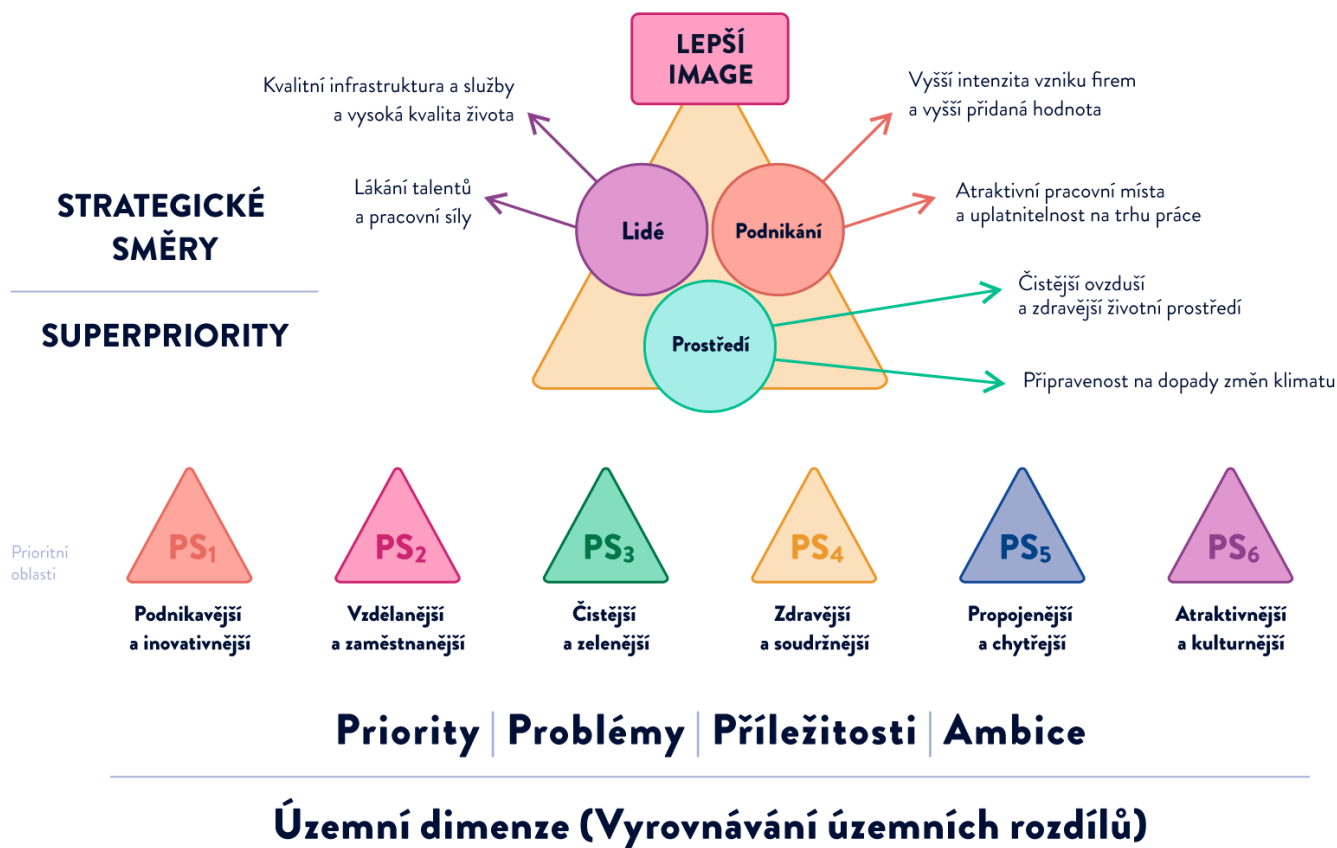 LEPŠÍ
IMAGE
Kvalitní infrastruktura a služby
a vysoká kvalita života
Vyšší intenzita vzniku firem
a vyšší přidaná hodnota
Lákání talentů
a pracovní síly
Atraktivní pracovní místa
a uplatnitelnost na trhu práce
STRATEGICKÉ
SMĚRY
Lidé
Podnikání
Čistější ovzduší
a zdravější životní prostředí
SUPERPRIORITY
Prostředí
Připravenost na dopady změn klimatu
Prioritní
oblasti
PS1
PS2
PS3
PS4
PS5
PS6
Podnikavější
a inovativnější
Vzdělanější
a zaměstnanější
Čistější
a zelenější
Zdravější
a soudržnější
Propojenější
a chytřejší
Atraktivnější
a kulturnější
Priority | Problémy | Příležitosti | Ambice
Územní dimenze (Vyrovnávání územních rozdílů)